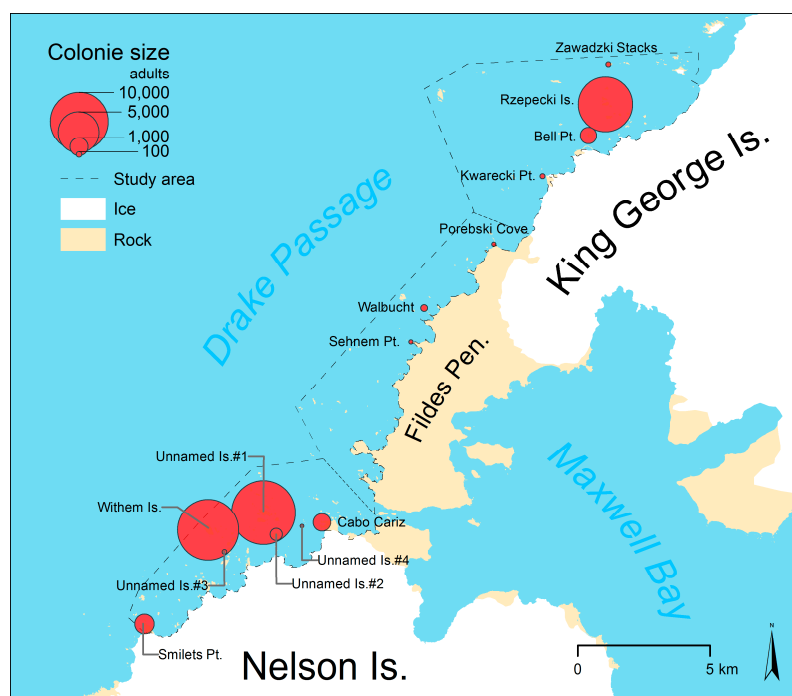 Colonie size
adults
10,000
5,000
1,000
100
Study area
Ice
Rock
Zawadzki Stacks
Rzepecki Is.
Bell Pt.
Kwarecki Pt.
Porebski Cove
Walbucht
Sehnem Pt.
King George Is.
Drake Passage
Fildes Pen.
Maxwell Bay
Unnamed Is.#1
Withem Is.
Cabo Cariz
Unnamed Is.#4
Unnamed Is.#3
Unnamed Is.#2
Smilets Pt.
Nelson Is.
N
0 5 km